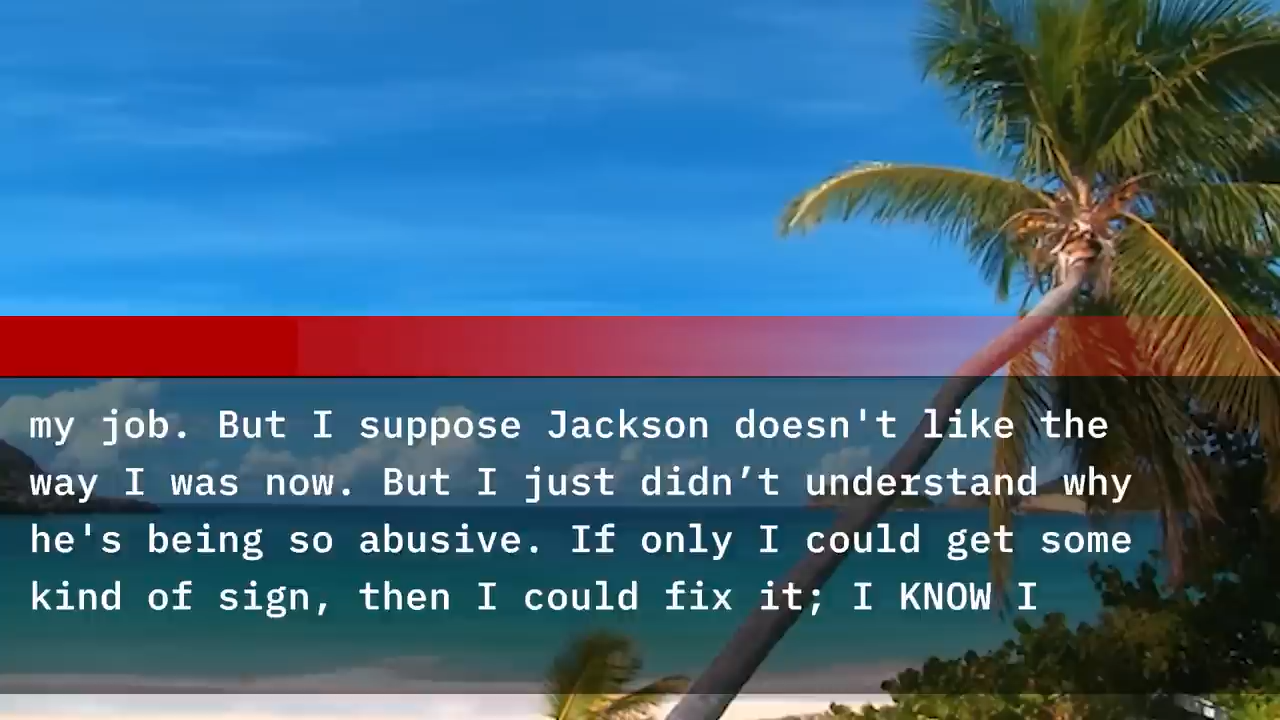 my job. But I suppose Jackson doesn't like the
way I was now. But I just didn’t understand why
he's being so abusive. If only I could get some
kind of sign, then I could fix it; I KNOW I